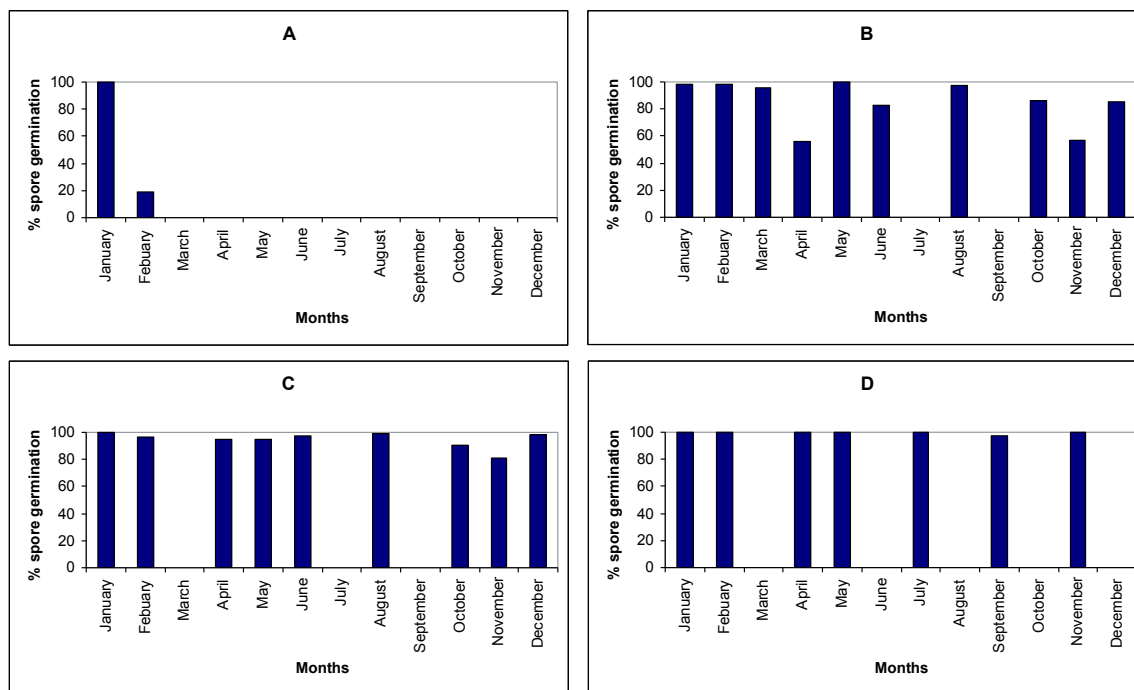 A
% spore germination
100
80
60
40
20
0
January
Febuary
March
April
May
June
July
August
September
October
November
December
Months
B
% spore germination
100
80
60
40
20
0
January
Febuary
March
April
May
June
July
August
September
October
November
December
Months
C
% spore germination
100
80
60
40
20
0
January
Febuary
March
April
May
June
July
August
September
October
November
December
Months
D
% spore germination
100
80
60
40
20
0
January
Febuary
March
April
May
June
July
August
September
October
November
December
Months